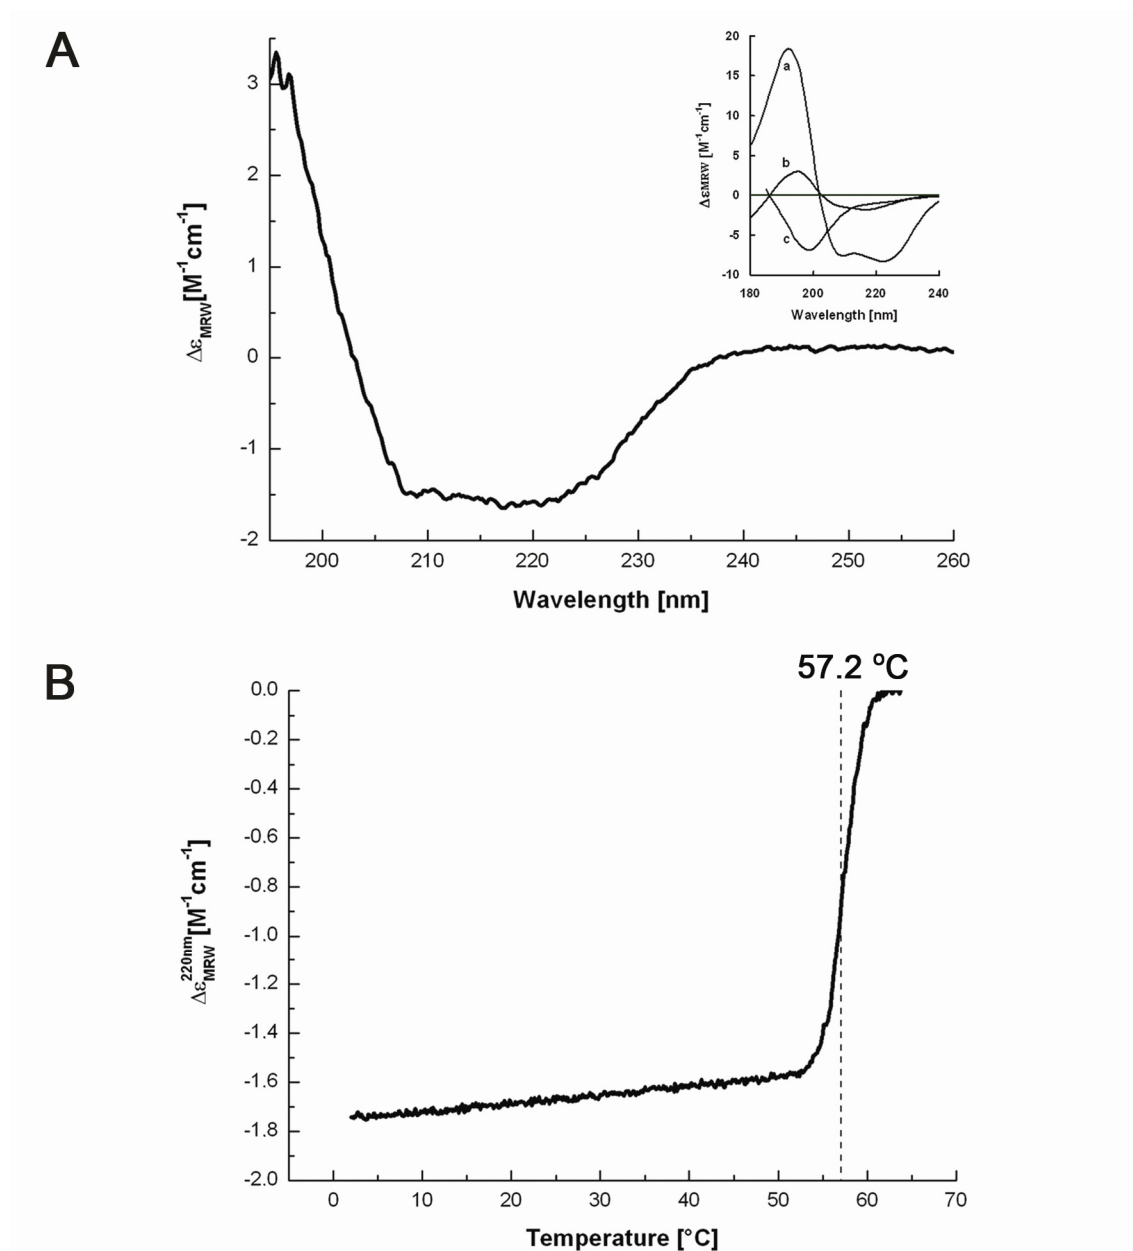 A
3
2
1
0
-1
-2
ΔεMRW[M-1cm-1]
200 210 220 230 240 250 260
Wavelength [nm]
20
15
10
5
0
-5
-10
ΔεMRW [M-1cm-1]
a
b
c
180 200 220 240
Wavelength [nm]
B
57.2 ºC
0.0
-0.2
-0.4
-0.6
-0.8
-1.0
-1.2
-1.4
-1.6
-1.8
-2.0
Δε220nmMRW[M-1cm-1]
0 10 20 30 40 50 60 70
Temperature [°C]